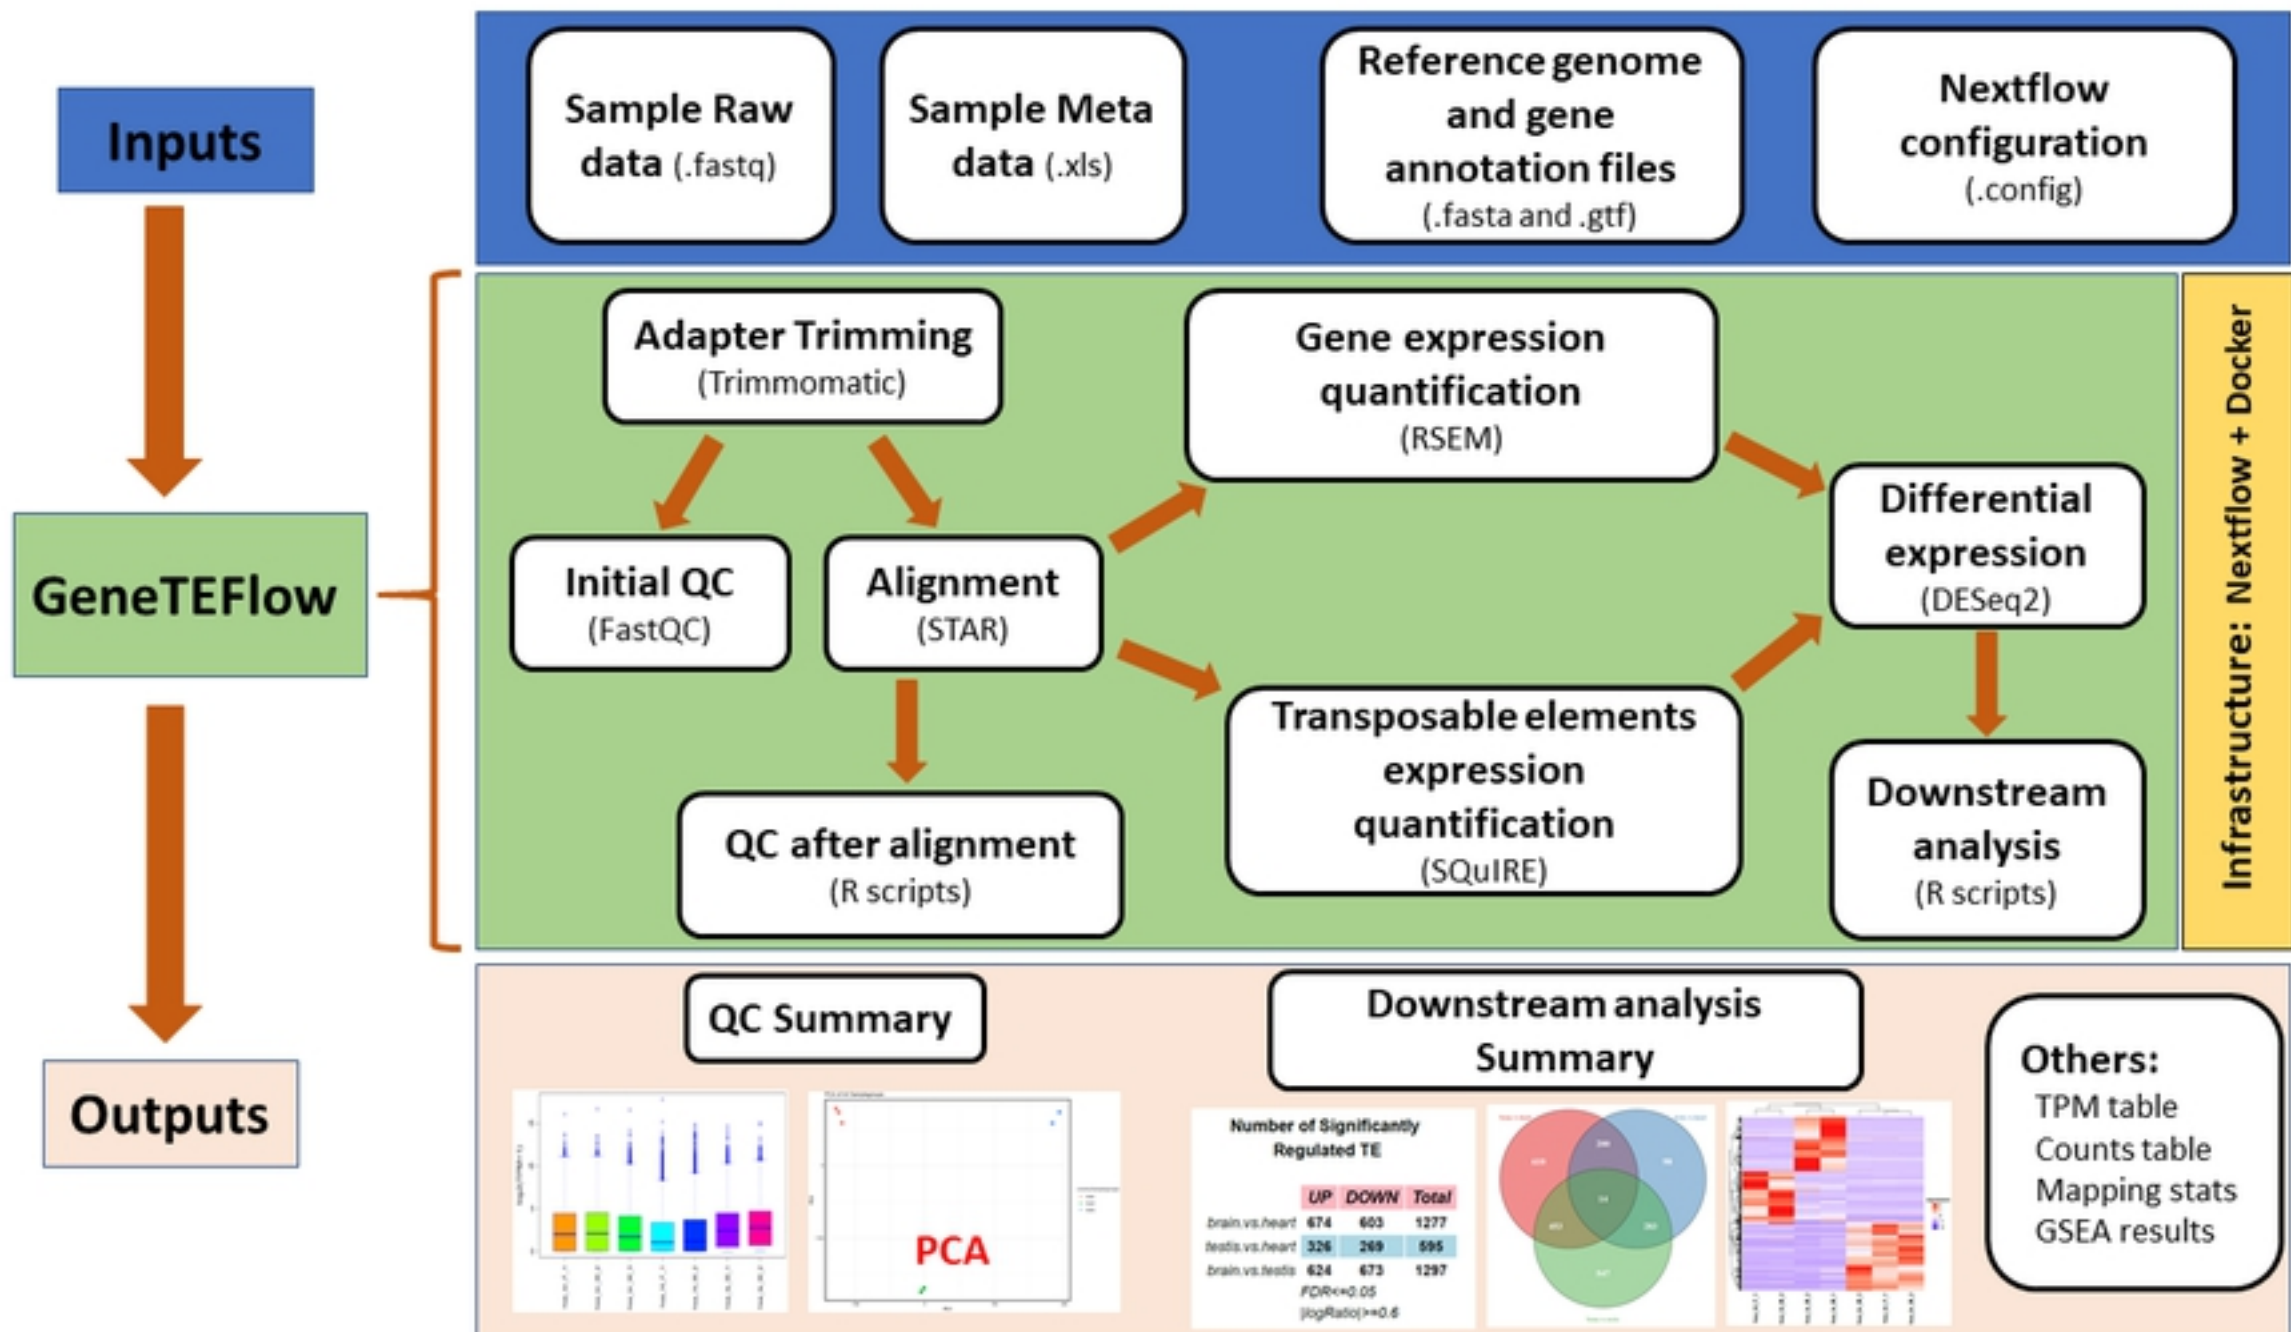 Inputs
GeneTEFlow
Outputs
Sample Raw
data (.fastq)
Sample Meta
data (.xls)
Reference genome
and gene
annotation files
(.fasta and .gtf)
Nextflow
configuration
(.config)
Adapter Trimming
(Trimmomatic)
Initial QC
(FastQC)
Alignment
(STAR)
QC after alignment
(R scripts)
Gene expression
quantification
(RSEM)
Transposable elements
expression
quantification
(SQuIRE)
Differential
expression
(DESeq2)
Downstream
analysis
(R scripts)
Infrastructure: Nextflow + Docker
QC Summary
PCA
Downstream analysis
Summary
Number of Significantly
Regulated TE
UP DOWN Total
brain.vs.heart 674 603 1277
testis.vs.heart 326 269 595
brain.vs.testis 624 673 1297
FDR<=0.05
|logRatio|>=0.6
Others:
TPM table
Counts table
Mapping stats
GSEA results